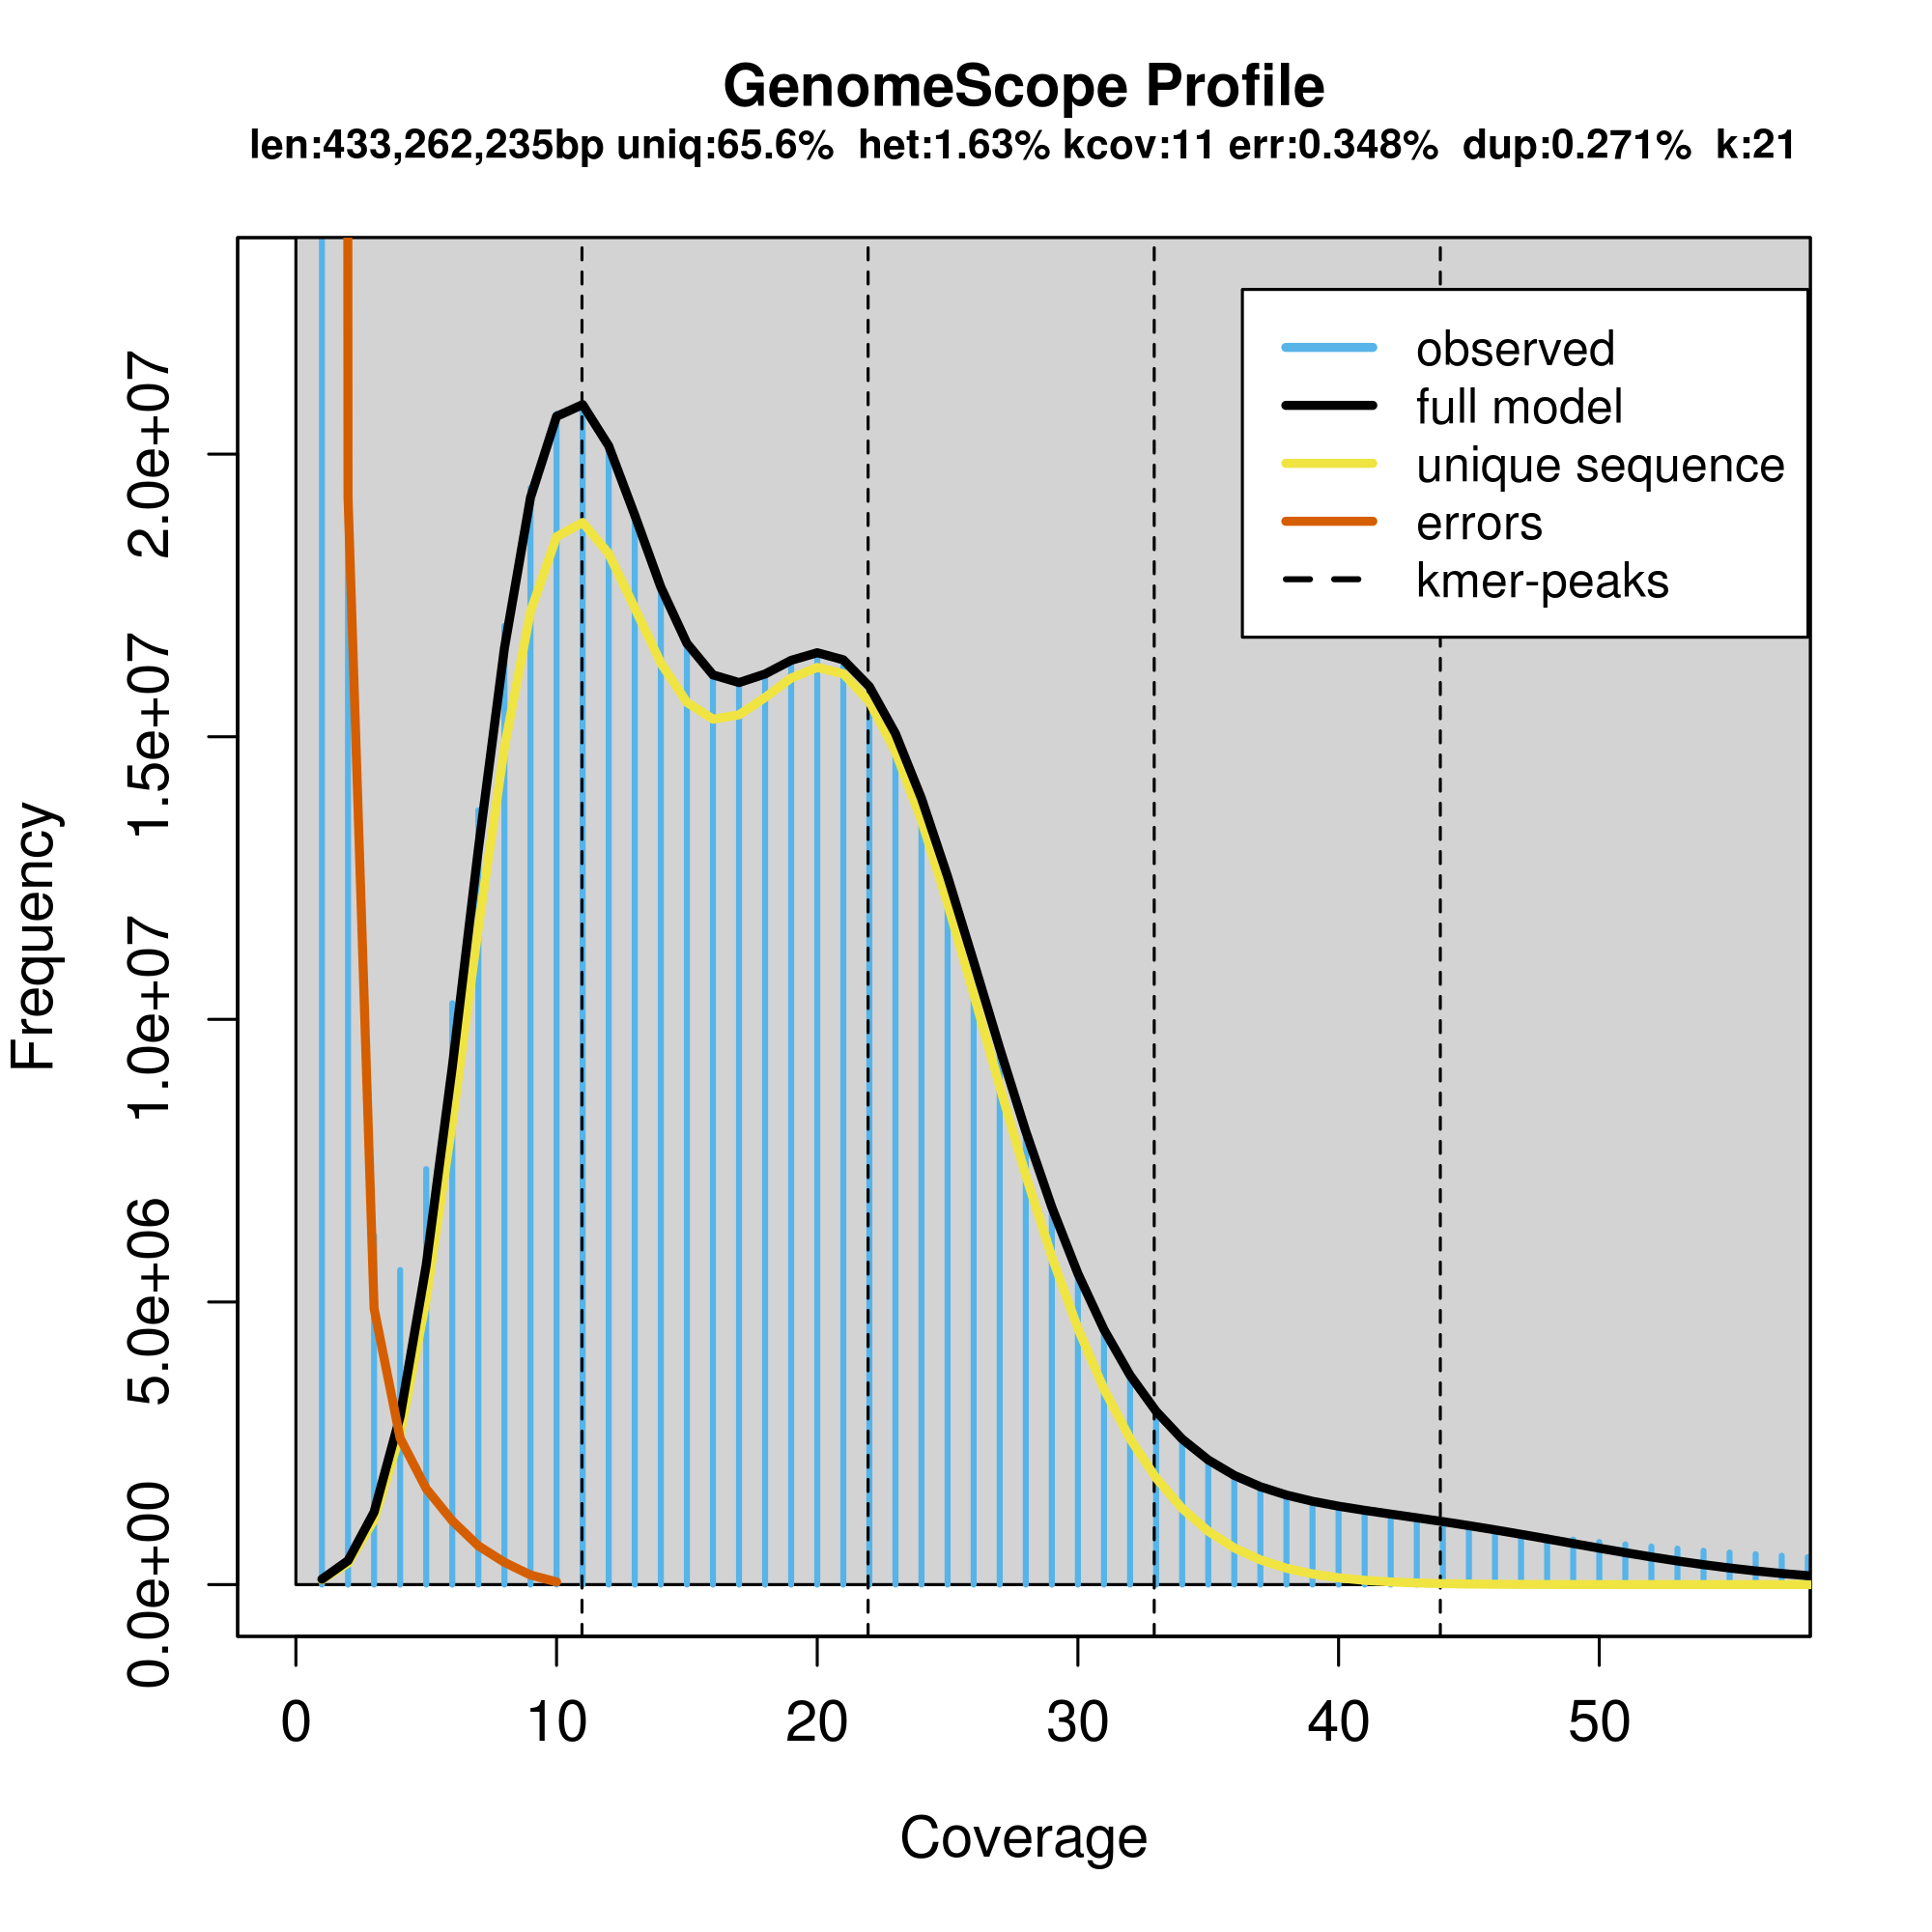 GenomeScope Profile
len:433,262,235bp uniq:65.6% het:1.63% kcov:11 err:0.348% dup:0.271% k:21
observed
full model
unique sequence
errors
kmer-peaks
Frequency
2.0e+07
1.5e+07
1.0e+07
5.0e+06
0.0e+00
0 10 20 30 40 50
Coverage